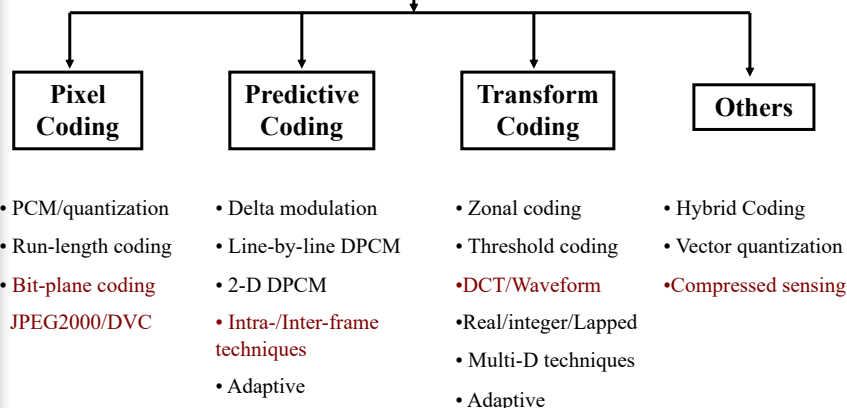 Pixel
Coding
Predictive
Coding
Transform
Coding
Others
• PCM/quantization
• Run-length coding
• Bit-plane coding
JPEG2000/DVC
• Delta modulation
• Line-by-line DPCM
• 2-D DPCM
• Intra-/Inter-frame
techniques
• Adaptive
• Zonal coding
• Threshold coding
•DCT/Waveform
•Real/integer/Lapped
• Multi-D techniques
• Adaptive
• Hybrid Coding
• Vector quantization
•Compressed sensing